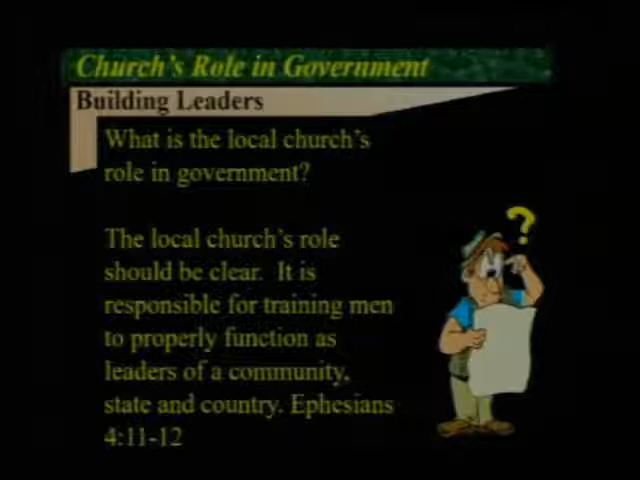 Church's Role in Government
Building Leaders
What is the local church's
role in government?
The local church's role
should be clear. It is
responsible for training men
to properly function as
leaders of a community,
state and country. Ephesians
4:11-12
?